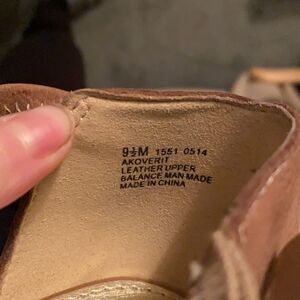 9½M 1551 0514
AKOVERIT
LEATHER UPPER
BALANCE MAN MADE
MADE IN CHINA